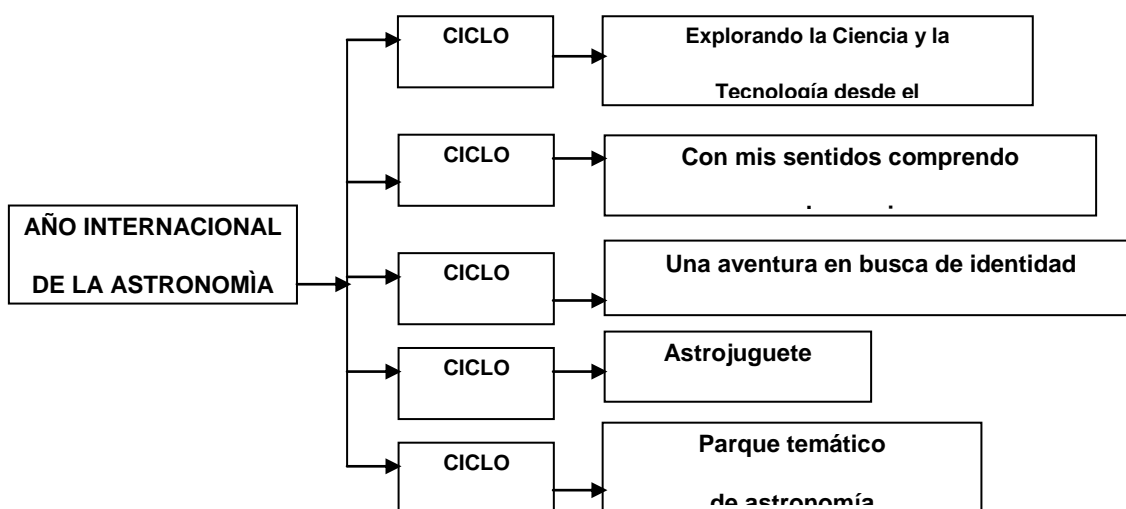 AÑO INTERNACIONAL
DE LA ASTRONOMÌA
CICLO
Explorando la Ciencia y la
Tecnología desde el
CICLO
Con mis sentidos comprendo
CICLO
Una aventura en busca de identidad
CICLO
Astrojuguete
CICLO
Parque temático
de astronomía